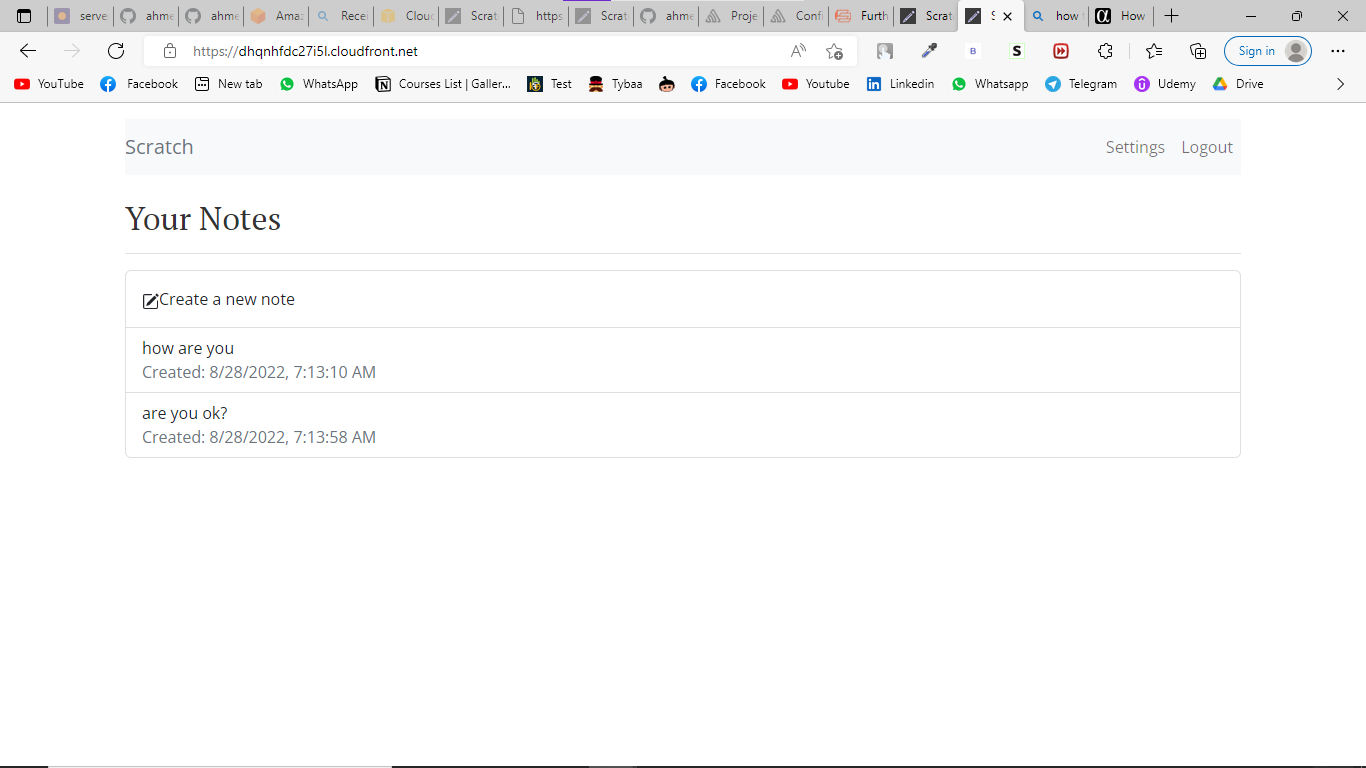 serve
ahme
ahme
Amaz
Recei
Cloud
Scrat
https
Scrat
ahme
Proje
Confi
Furth
Scrat
S
how t
How
https://dhqnhfdc27i5l.cloudfront.net
Sign in
YouTube Facebook New tab WhatsApp Courses List | Galler... Test Tybaa Facebook Youtube Linkedin Whatsapp Telegram Udemy Drive
Scratch Settings Logout
Your Notes
Create a new note
how are you
Created: 8/28/2022, 7:13:10 AM
are you ok?
Created: 8/28/2022, 7:13:58 AM